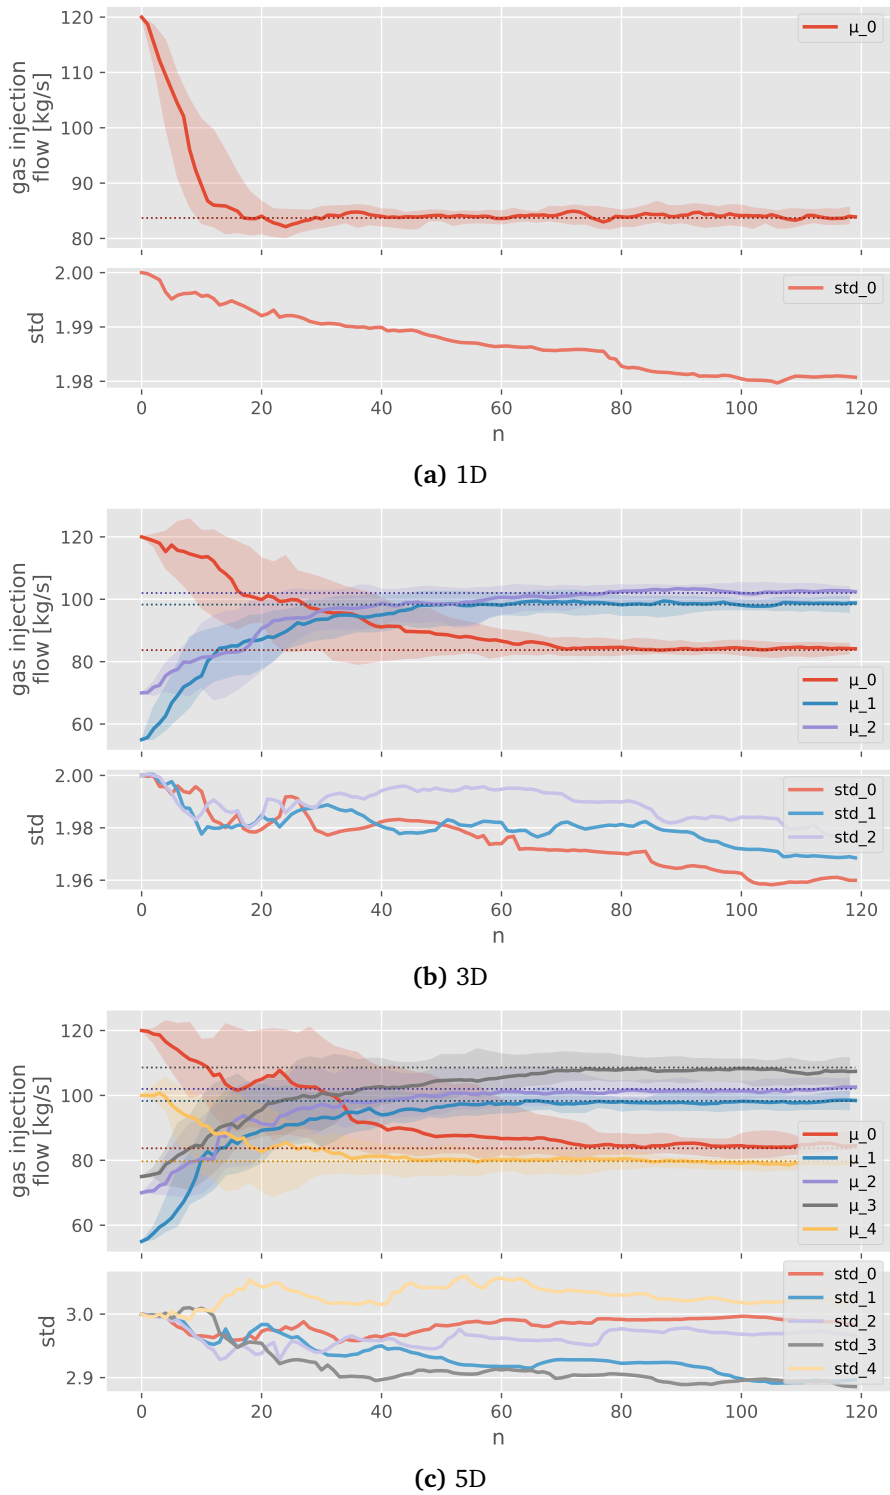 120
110
100
90
80
gas injection
flow [kg/s]
μ_0
2.00
1.99
1.98
std
std_0
0 20 40 60 80 100 120
n
(a) 1D
120
100
80
60
gas injection
flow [kg/s]
μ_0
μ_1
μ_2
2.00
1.98
1.96
std
std_0
std_1
std_2
0 20 40 60 80 100 120
n
(b) 3D
120
100
80
60
gas injection
flow [kg/s]
μ_0
μ_1
μ_2
μ_3
μ_4
3.0
2.9
std
std_0
std_1
std_2
std_3
std_4
0 20 40 60 80 100 120
n
(c) 5D